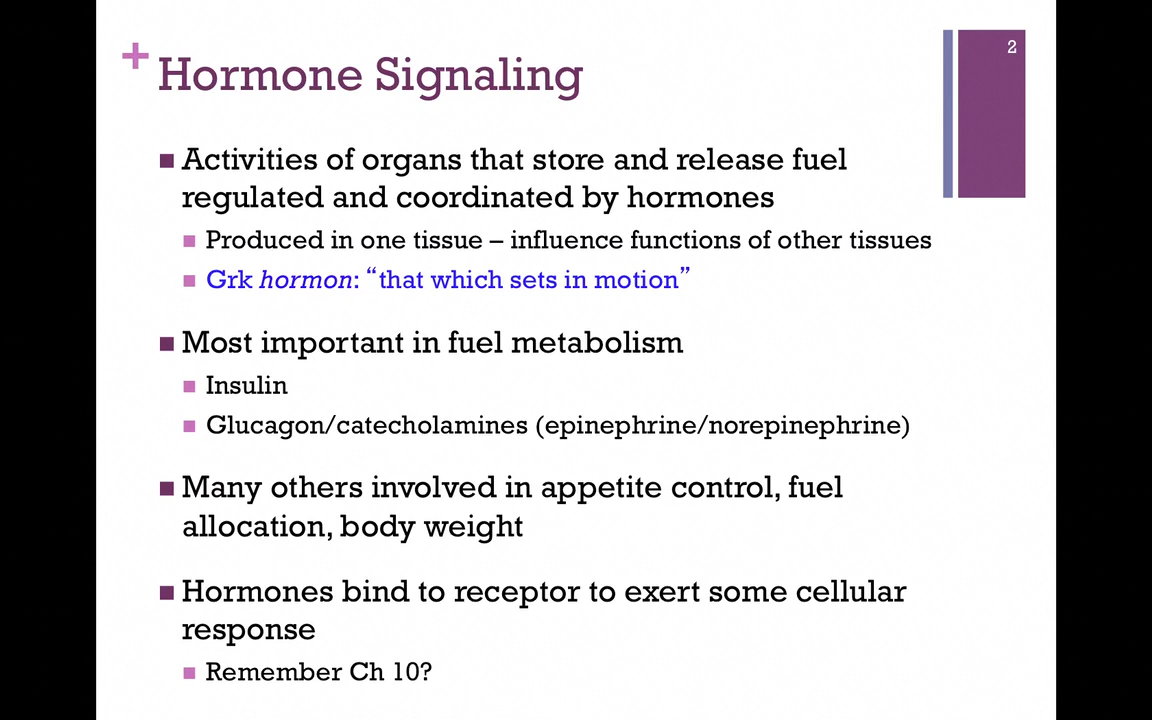 2
+ Hormone Signaling
Activities of organs that store and release fuel
regulated and coordinated by hormones
Produced in one tissue – influence functions of other tissues
Grk hormon: “that which sets in motion”
Most important in fuel metabolism
Insulin
Glucagon/catecholamines (epinephrine/norepinephrine)
Many others involved in appetite control, fuel
allocation, body weight
Hormones bind to receptor to exert some cellular
response
Remember Ch 10?